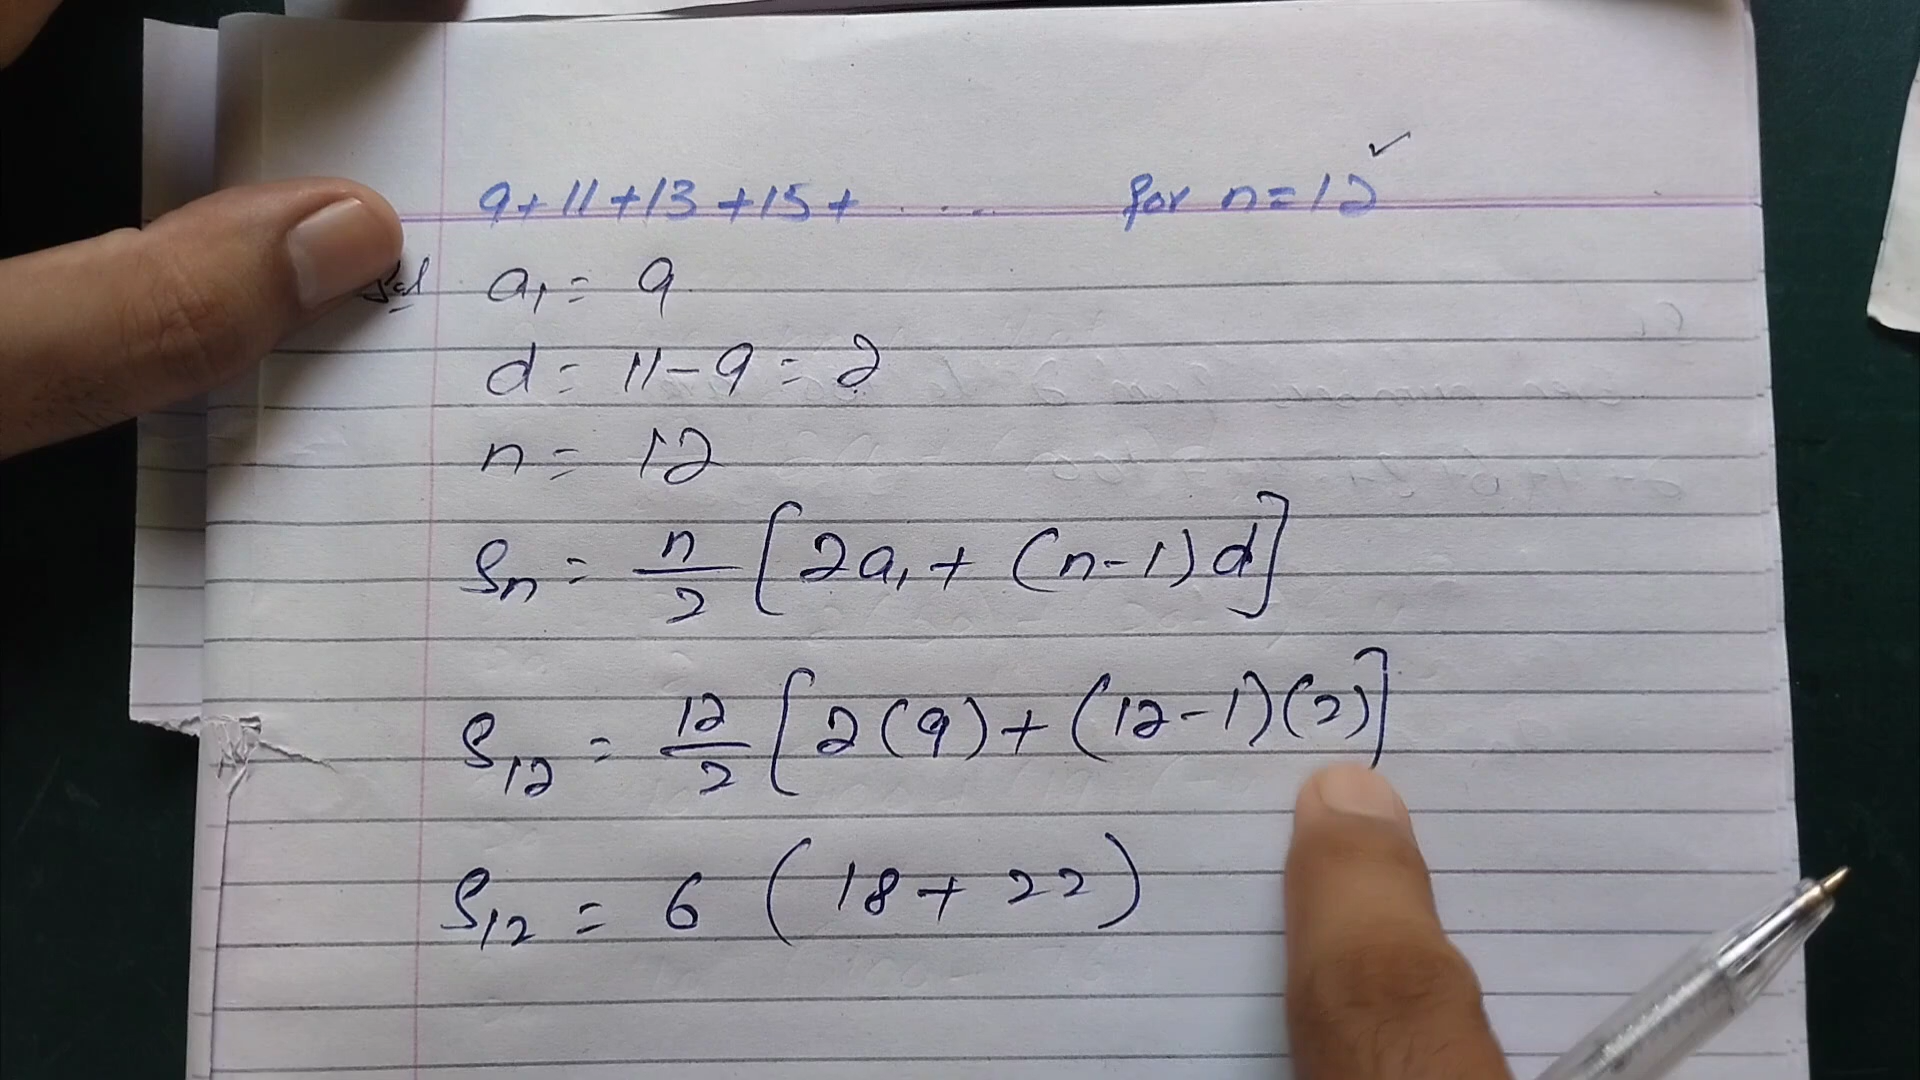 9+11+13+15+ ..... for n=12 ✓
Sol a₁ = 9
d = 11-9 = 2
n = 12
Sn = n/2 [2a₁ + (n-1)d]
S12 = 12/2 [2(9)+(12-1)(2)]
S12 = 6 (18+22)